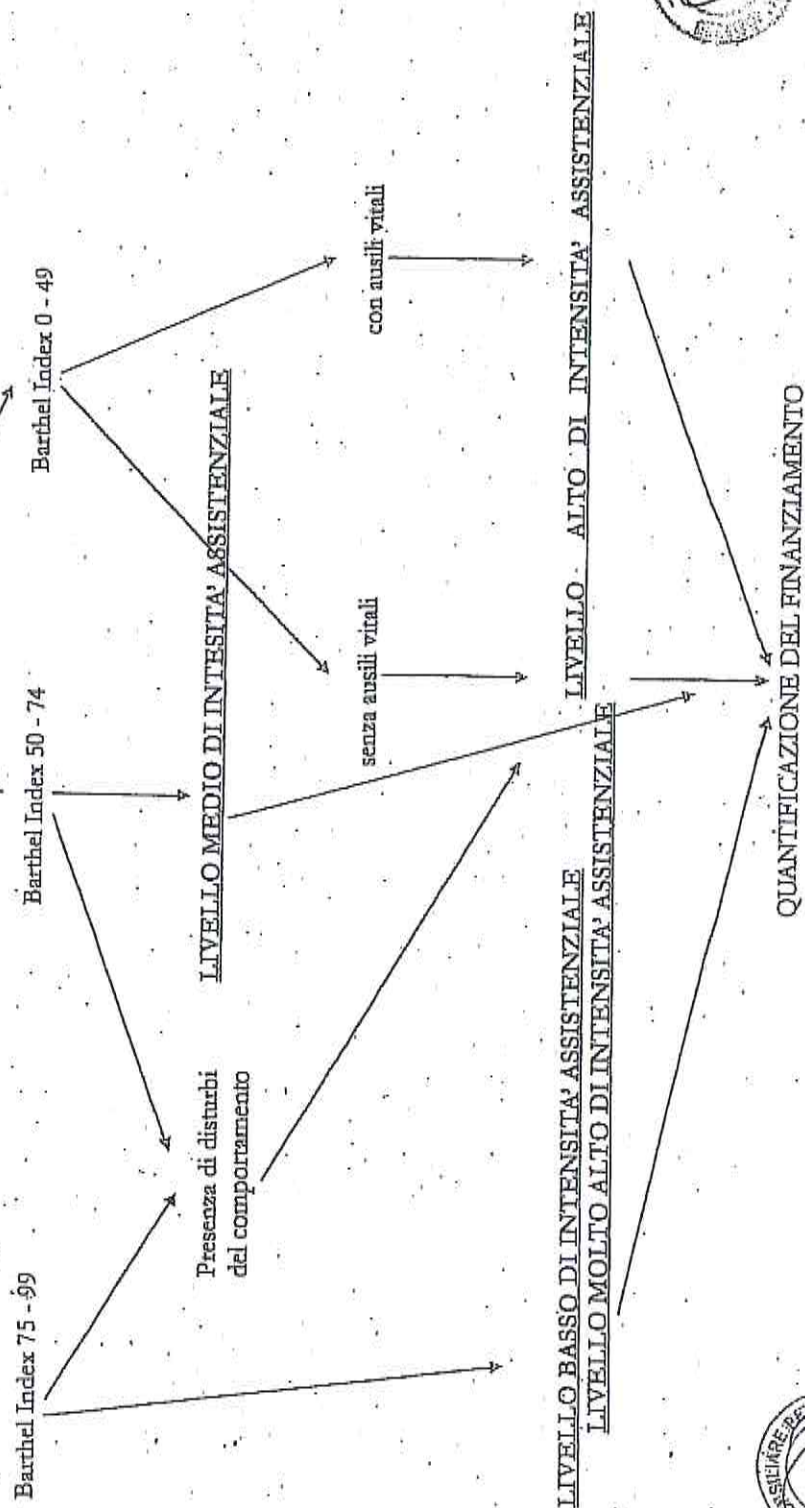 Barthel Index 75 - 99
Barthel Index 50 - 74
Barthel Index 0 - 49
Presenza di disturbi
del comportamento
LIVELLO MEDIO DI INTESITA' ASSISTENZIALE
senza ausili vitali
con ausili vitali
LIVELLO BASSO DI INTENSITA' ASSISTENZIALE
LIVELLO ALTO DI INTENSITA' ASSISTENZIALE
LIVELLO MOLTO ALTO DI INTENSITA' ASSISTENZIALE
QUANTIFICAZIONE DEL FINANZIAMENTO